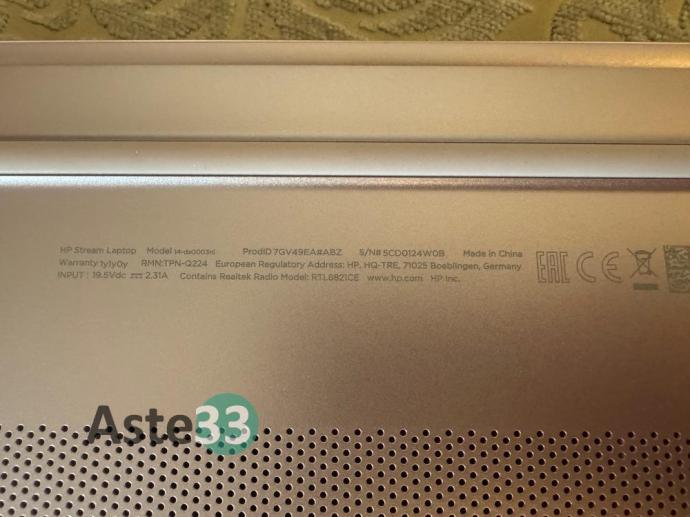 HP Stream Laptop Model 14-ds0003nl ProdID 7GV49EA#ABZ S/N# 5CD0124W0B Made in China
Warranty 1y1y0y RMN:TPN-Q224 European Regulatory Address: HP, HQ-TRE, 71025 Boeblingen, Germany
INPUT : 19.5Vdc ⎓ 2.31A Contains Realtek Radio Model: RTL8821CE www.hp.com HP Inc.
EAC CE
Aste33